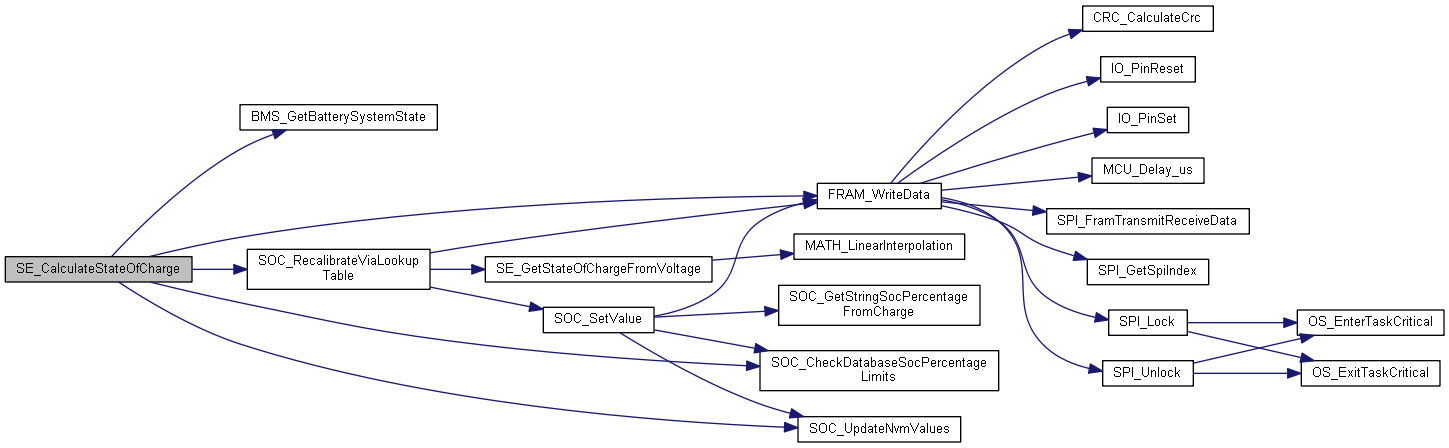 CRC_CalculateCrc
IO_PinReset
BMS_GetBatterySystemState
IO_PinSet
MCU_Delay_us
FRAM_WriteData
SPI_FramTransmitReceiveData
MATH_LinearInterpolation
SE_CalculateStateOfCharge
SOC_RecalibrateViaLookup
Table
SE_GetStateOfChargeFromVoltage
SPI_GetSpiIndex
SOC_GetStringSocPercentage
FromCharge
SOC_SetValue
SPI_Lock
OS_EnterTaskCritical
SOC_CheckDatabaseSocPercentage
Limits
SPI_Unlock
OS_ExitTaskCritical
SOC_UpdateNvmValues